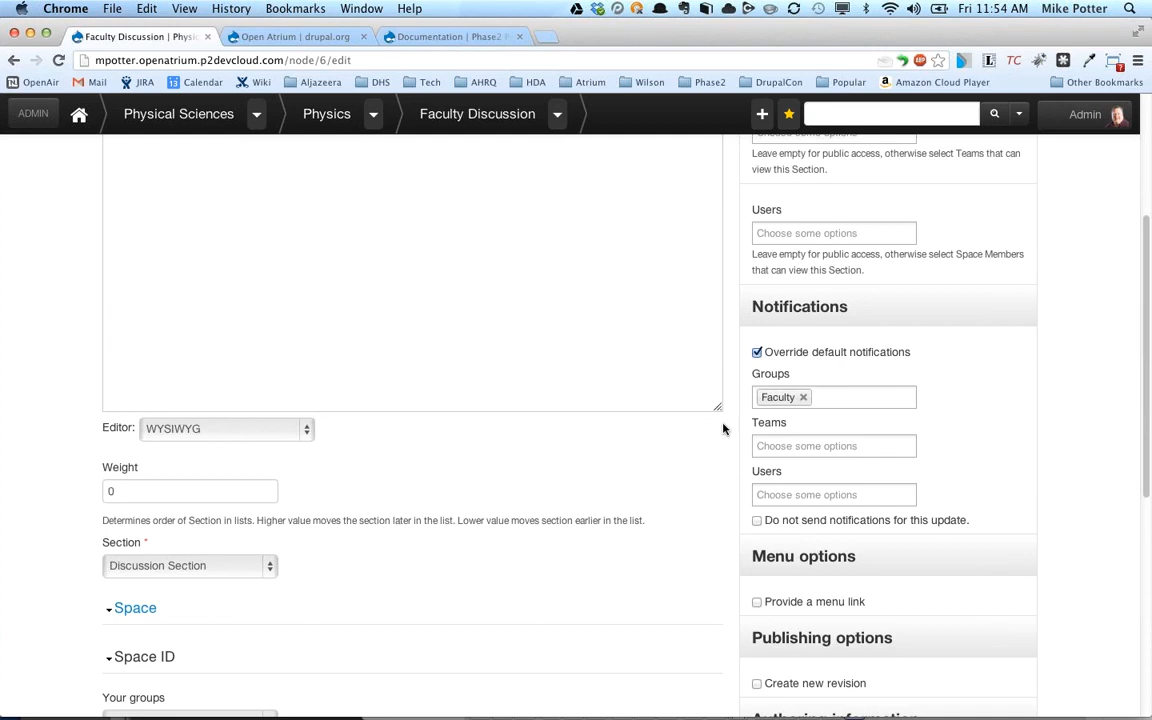 Chrome File Edit View History Bookmarks Window Help Fri 11:54 AM Mike Potter
Faculty Discussion | Physi × Open Atrium | drupal.org × Documentation | Phase2 P ×
mpotter.openatrium.p2devcloud.com/node/6/edit
OpenAir Mail JIRA Calendar Wiki Aljazeera DHS Tech AHRQ HDA Atrium Wilson Phase2 DrupalCon Popular Amazon Cloud Player Other Bookmarks
ADMIN Physical Sciences Physics Faculty Discussion Admin
Leave empty for public access, otherwise select Teams that can
view this Section.
Users
Choose some options
Leave empty for public access, otherwise select Space Members
that can view this Section.
Notifications
Override default notifications
Groups
Faculty ×
Teams
Choose some options
Users
Choose some options
Do not send notifications for this update.
Menu options
Provide a menu link
Publishing options
Create new revision
Editor: WYSIWYG
Weight
0
Determines order of Section in lists. Higher value moves the section later in the list. Lower value moves section earlier in the list.
Section *
Discussion Section
Space
Space ID
Your groups